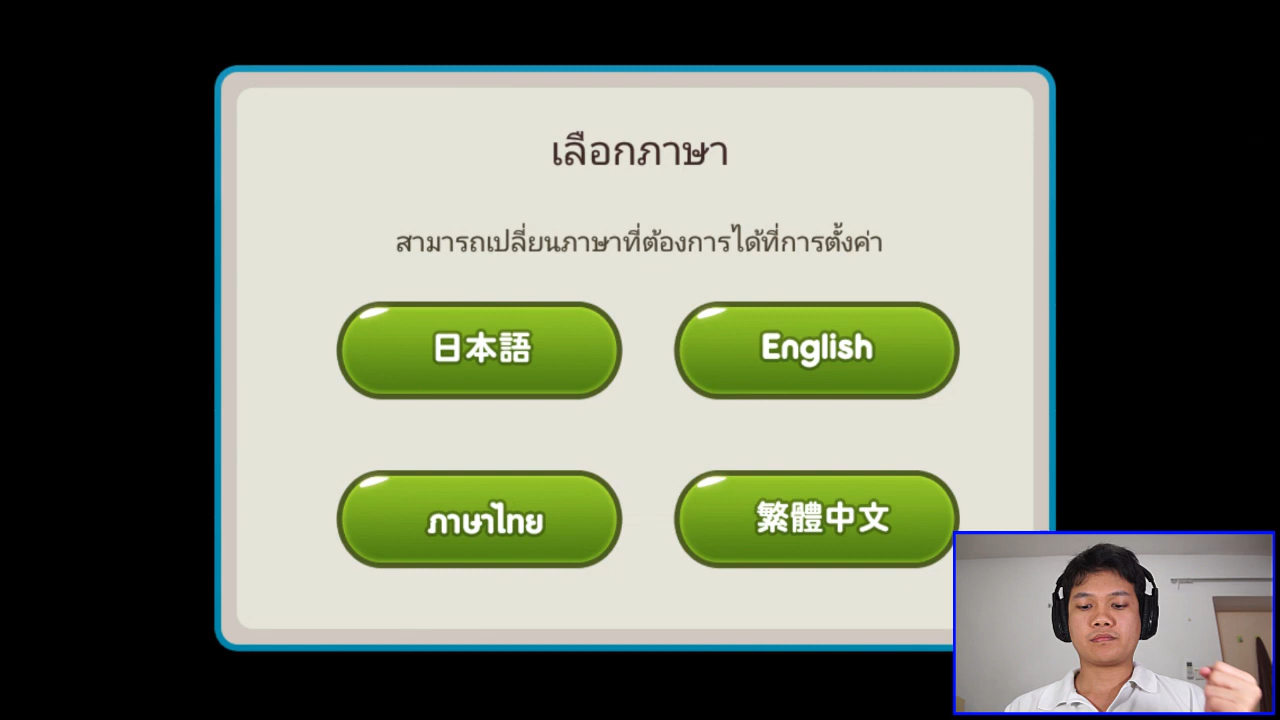 เลือกภาษา
สามารถเปลี่ยนภาษาที่ต้องการได้ที่การตั้งค่า
日本語
English
ภาษาไทย
繁體中文